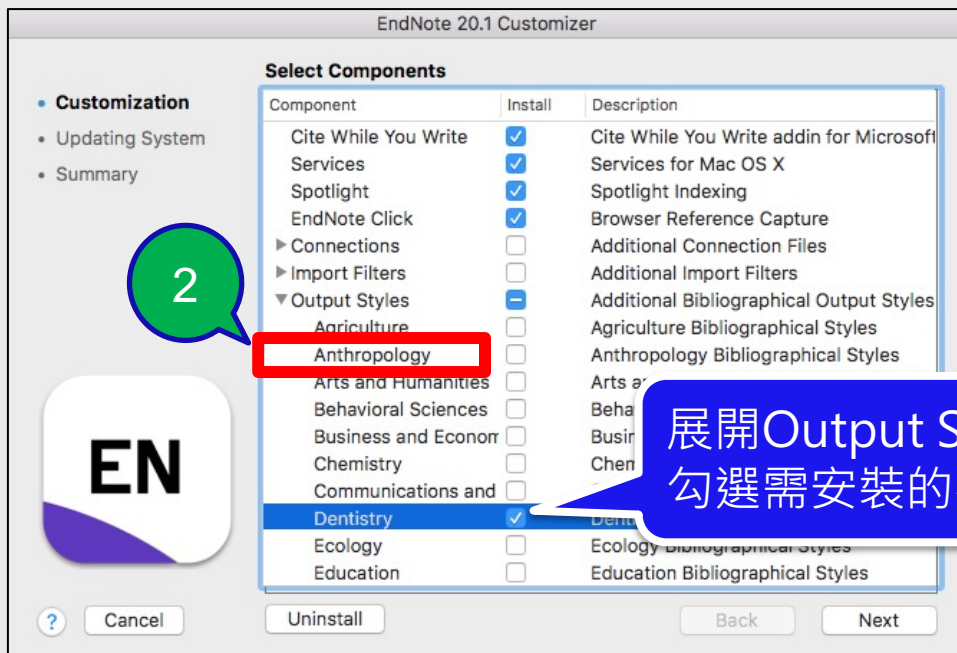 EndNote 20.1 Customizer
Select Components
• Customization
• Updating System
• Summary
Component Install Description
Cite While You Write Cite While You Write addin for Microsoft
Services Services for Mac OS X
Spotlight Spotlight Indexing
EndNote Click Browser Reference Capture
Connections Additional Connection Files
Import Filters Additional Import Filters
Output Styles Additional Bibliographical Output Styles
Agriculture Agriculture Bibliographical Styles
2
Anthropology Anthropology Bibliographical Styles
Arts and Humanities Arts
Behavioral Sciences
Business and Econom
Chemistry
Communications and
Dentistry
Ecology Ecology Bibliographical Styles
Education Education Bibliographical Styles
展開Output S
勾選需安裝的
EN
? Cancel Uninstall Back Next